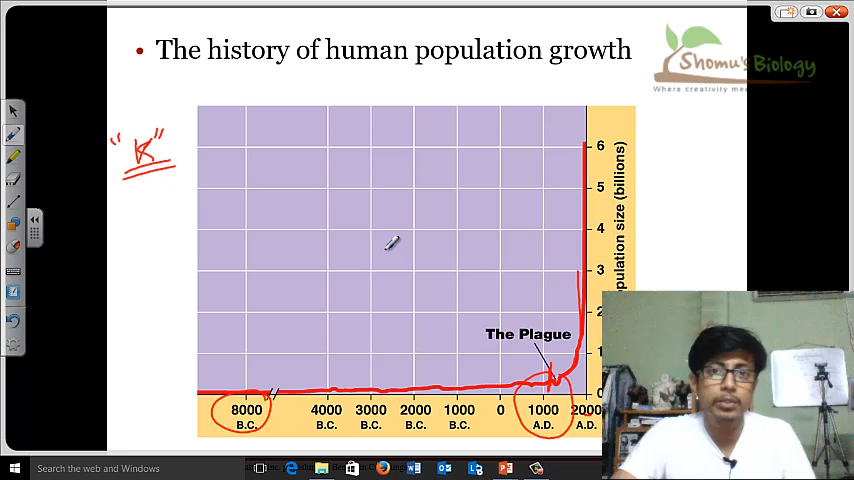 • The history of human population growth
Shomu's Biology
Where creativity me
"K"
6
5
4
3
2
1
0
opulation size (billions)
The Plague
8000 4000 3000 2000 1000 0 1000 2000
B.C. B.C. B.C. B.C. B.C. A.D. A.D.
Search the web and Windows